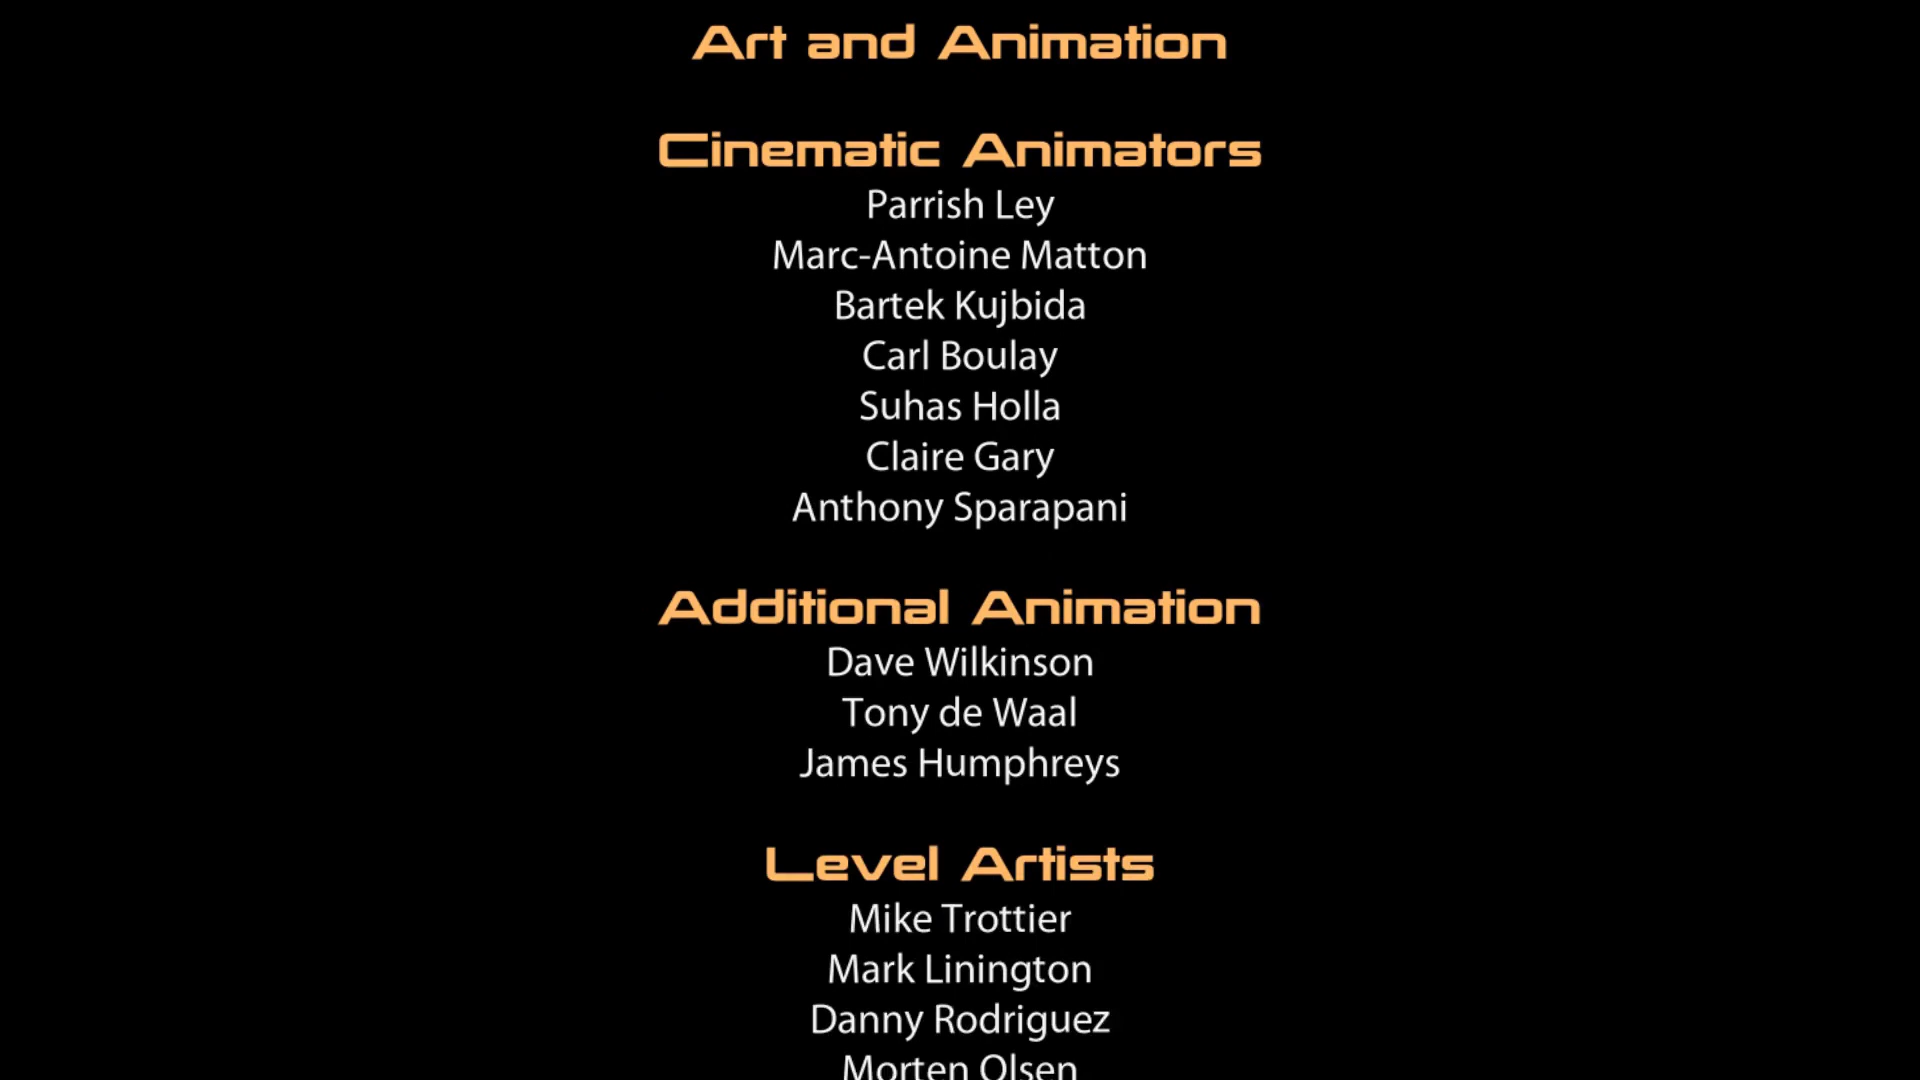 Art and Animation
Cinematic Animators
Parrish Ley
Marc-Antoine Matton
Bartek Kujbida
Carl Boulay
Suhas Holla
Claire Gary
Anthony Sparapani
Additional Animation
Dave Wilkinson
Tony de Waal
James Humphreys
Level Artists
Mike Trottier
Mark Linington
Danny Rodriguez
Morten Olsen